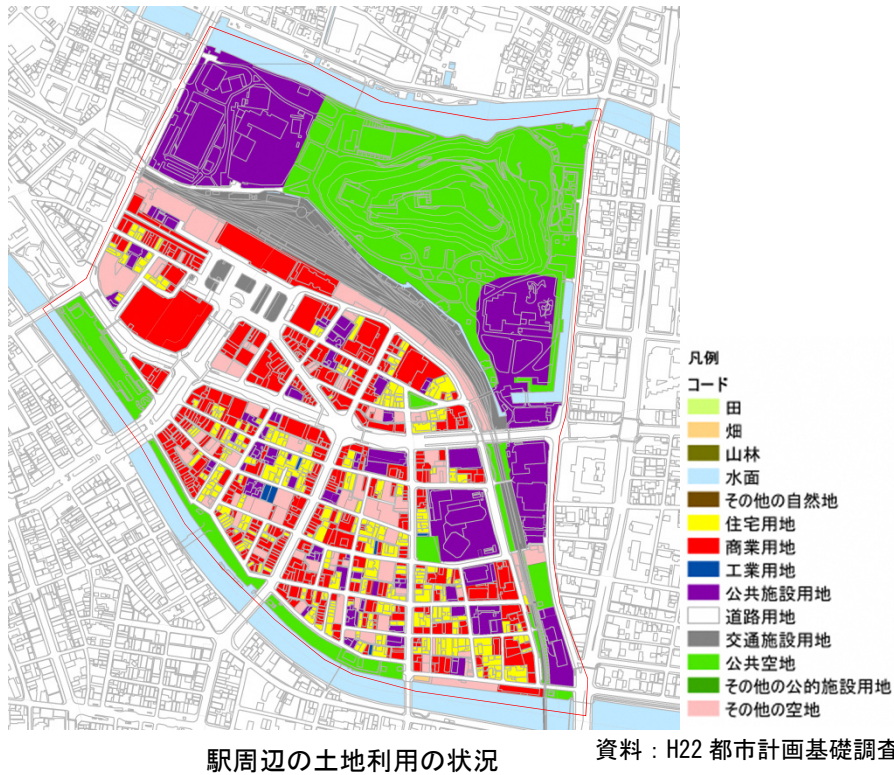 凡例
コード
田
畑
山林
水面
その他の自然地
住宅用地
商業用地
工業用地
公共施設用地
道路用地
交通施設用地
公共空地
その他の公的施設用地
その他の空地
駅周辺の土地利用の状況
資料：H22 都市計画基礎調査